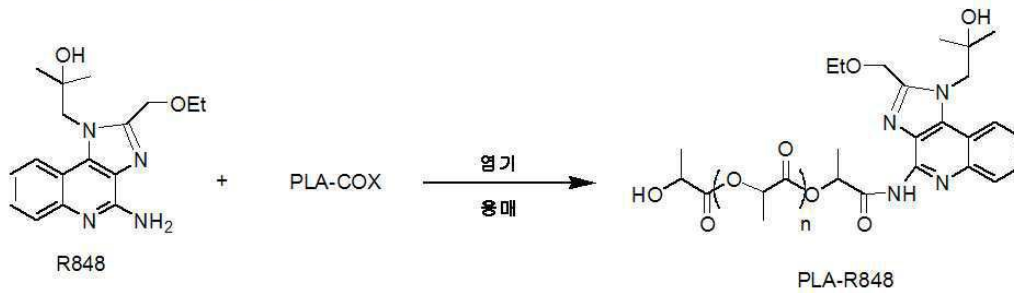 OH
OEt
N
N
N
NH₂
R848
+
PLA-COX
염기
용매
HO
O
O
O
n
O
O
NH
N
N
N
EtO
OH
PLA-R848